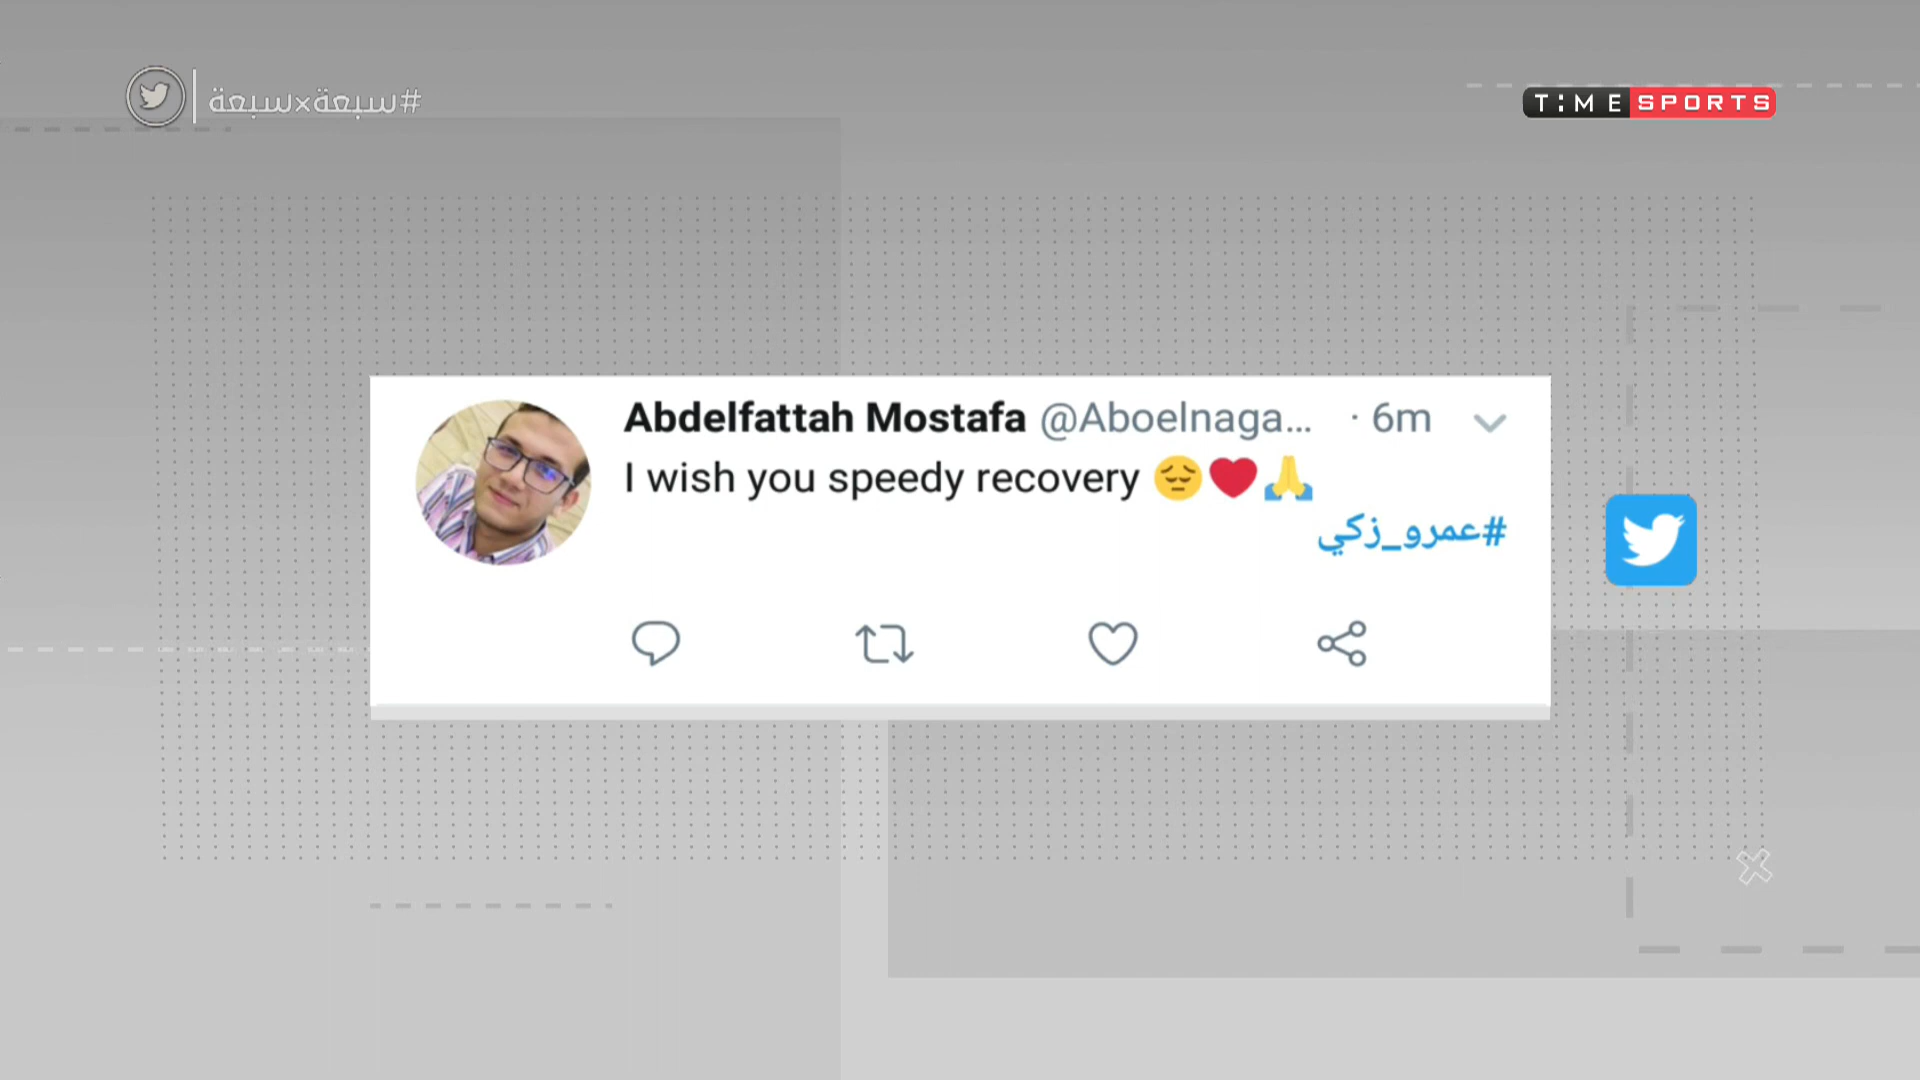 #سبعة×سبعة
TIME SPORTS
Abdelfattah Mostafa @Aboelnaga... · 6m
I wish you speedy recovery 😔❤️🙏
#عمرو_زكي